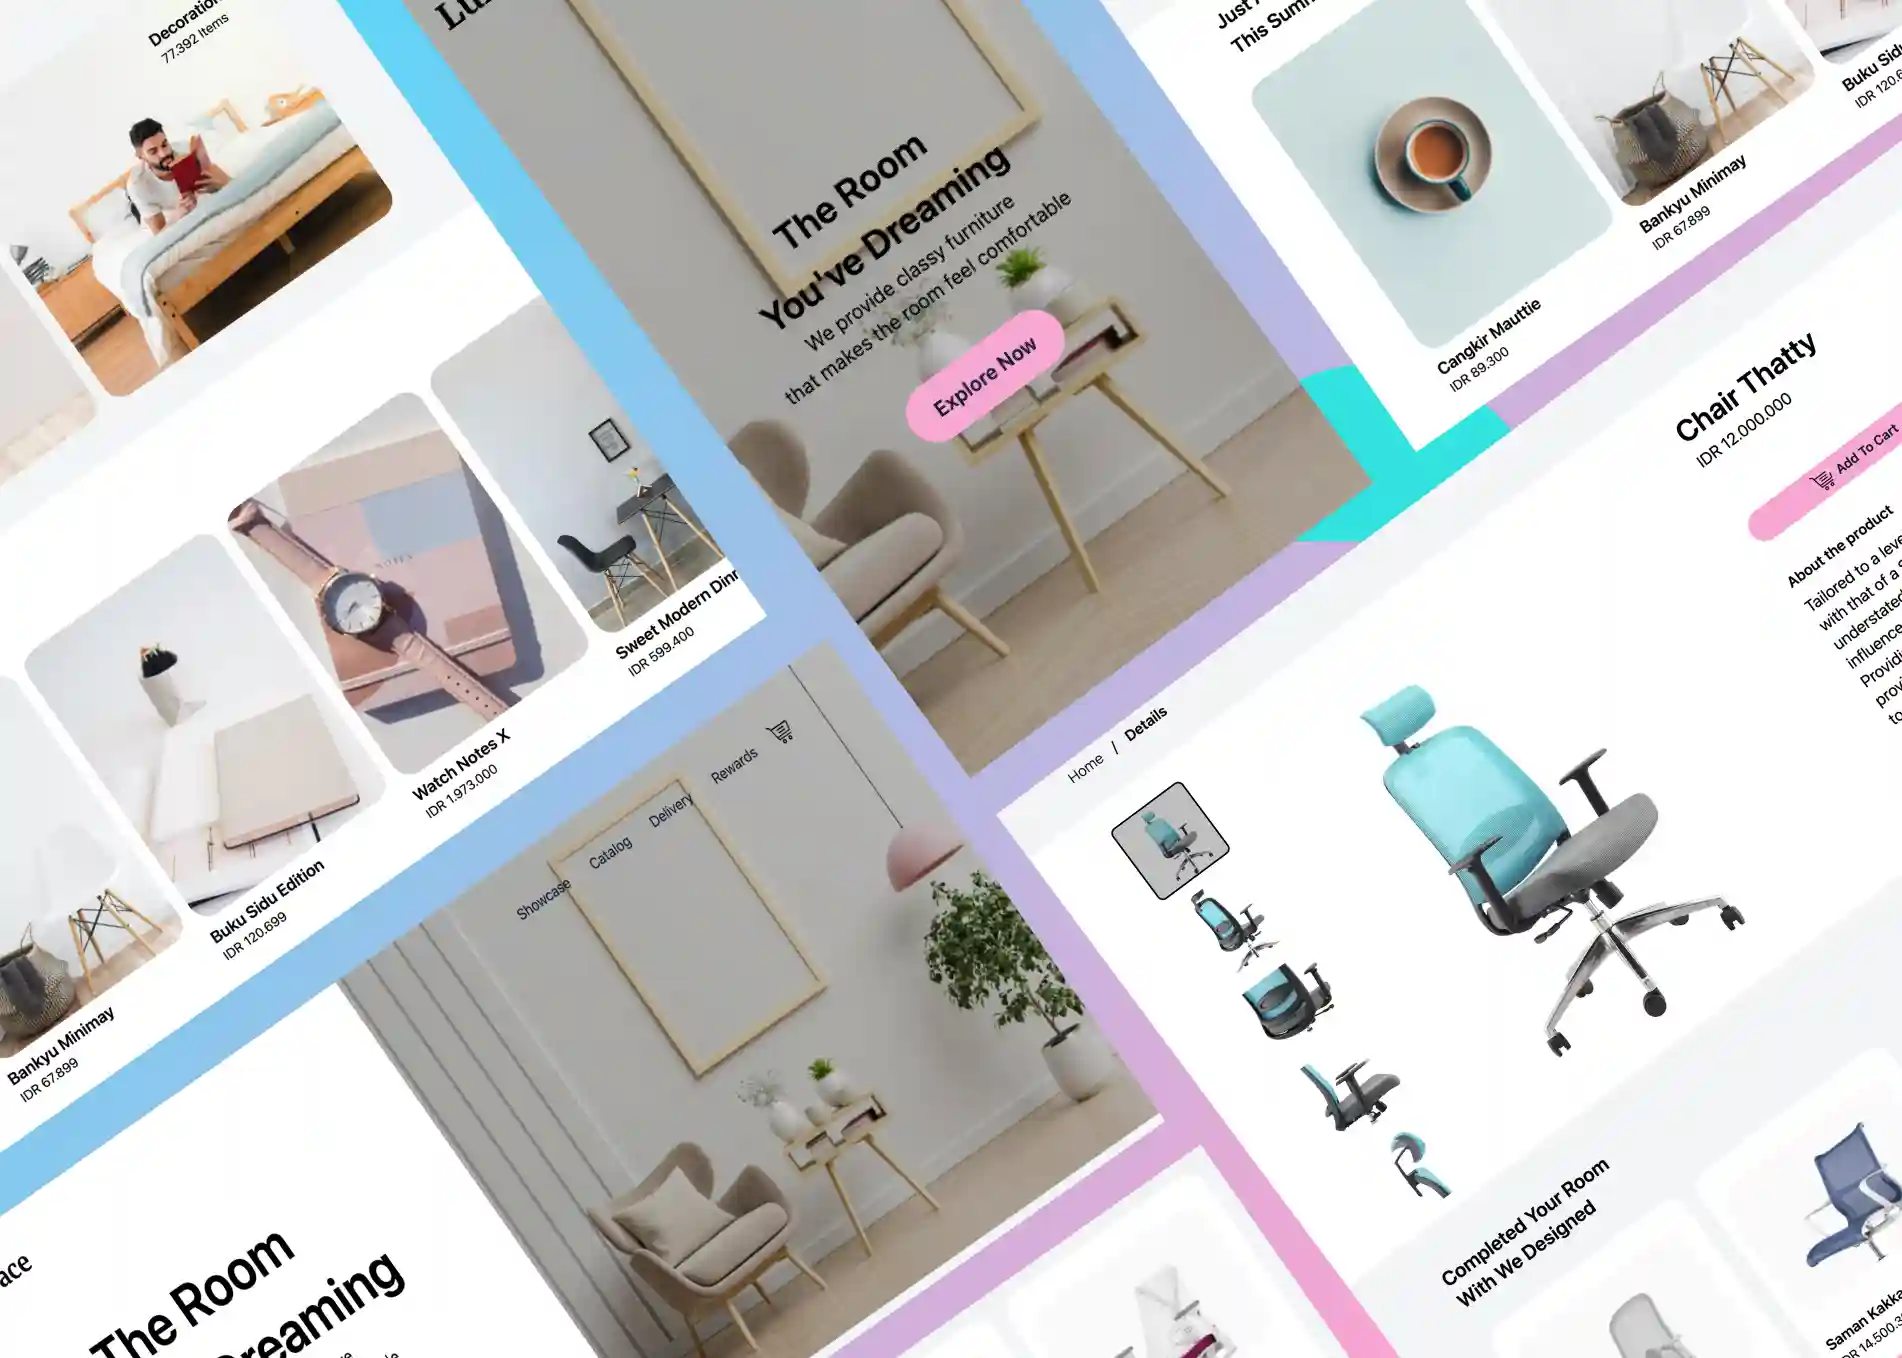 Decoration
77.392 Items
Sweet Modern Dinn
IDR 599.400
Watch Notes X
IDR 1.973.000
Buku Sidu Edition
IDR 120.699
Bankyu Minimay
IDR 67.899
The Room
You've Dreaming
We provide classy furniture
that makes the room feel comfortable
Explore Now
Just
This Summ
Cangkir Mauttie
IDR 89.300
Bankyu Minimay
IDR 67.899
Buku Sidu
IDR 120.6
Showcase
Catalog
Delivery
Rewards
ace
The Room
Dreaming
Home / Details
Chair Thatty
IDR 12.000.000
Add To Cart
About the product
Tailored to a leve
with that of a
understated
influence
Provid
prov
to
Completed Your Room
With We Designed
Saman Kakka
IDR 14.500.3